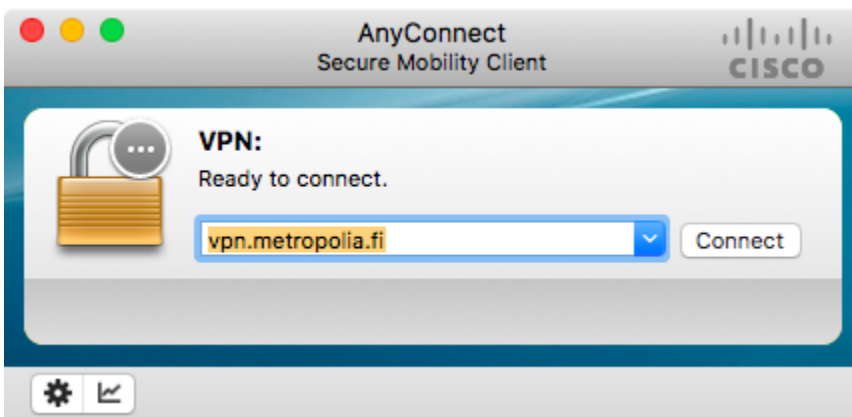 AnyConnect
Secure Mobility Client
CISCO
VPN:
Ready to connect.
vpn.metropolia.fi
Connect